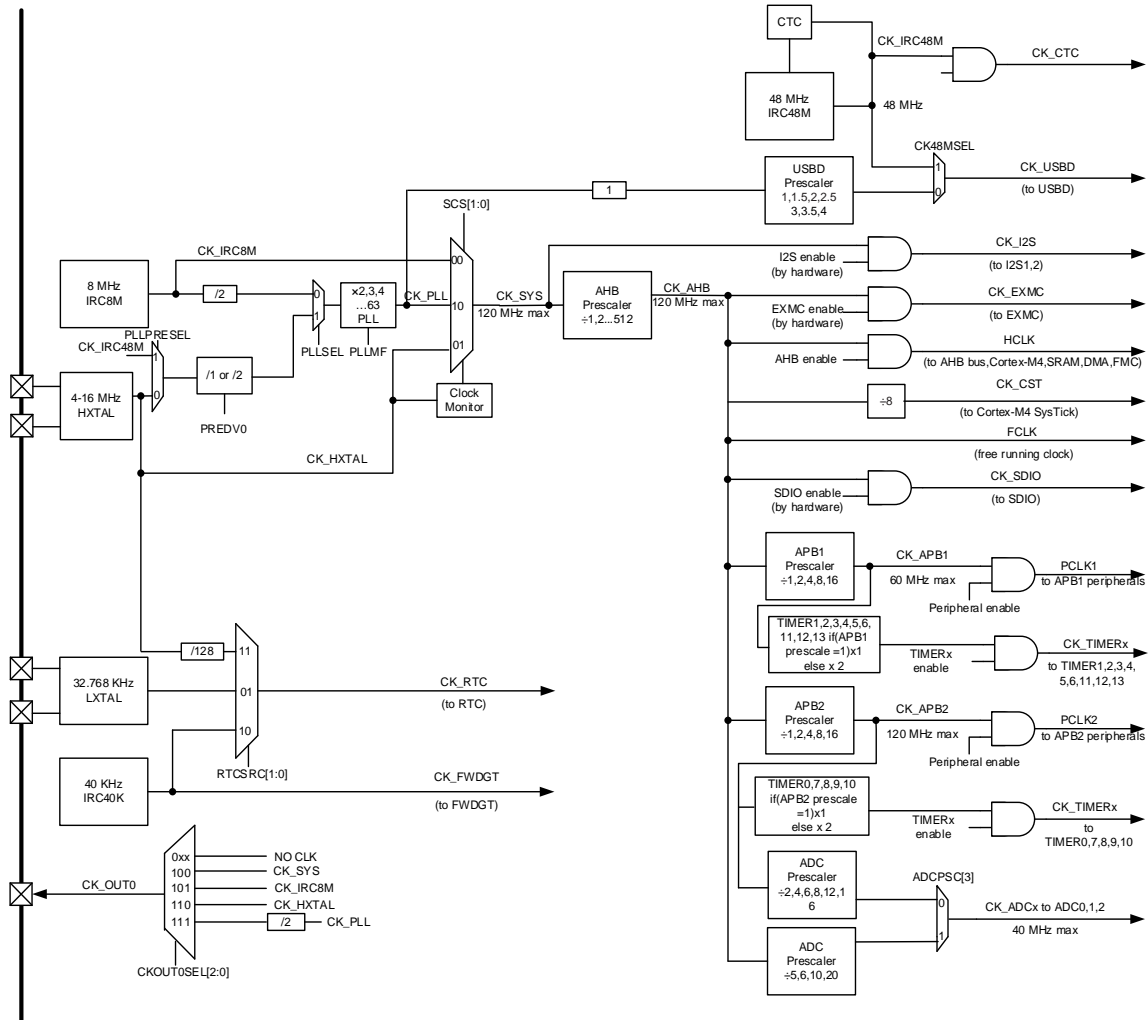 CTC
CK_IRC48M
CK_CTC
48 MHz
IRC48M
48 MHz
CK48MSEL
1
0
CK_USBD
(to USBD)
USBD
Prescaler
1,1.5,2,2.5
3,3.5,4
1
SCS[1:0]
CK_IRC8M
8 MHz
IRC8M
/2
0
1
PLLSEL
×2,3,4
...63
PLL
PLLMF
CK_PLL
00
10
01
CK_SYS
120 MHz max
Clock
Monitor
AHB
Prescaler
÷1,2...512
CK_AHB
120 MHz max
I2S enable
(by hardware)
CK_I2S
(to I2S1,2)
EXMC enable
(by hardware)
CK_EXMC
(to EXMC)
AHB enable
HCLK
(to AHB bus,Cortex-M4,SRAM,DMA,FMC)
÷8
CK_CST
(to Cortex-M4 SysTick)
FCLK
(free running clock)
SDIO enable
(by hardware)
CK_SDIO
(to SDIO)
PLLPRESEL
CK_IRC48M
1
0
4-16 MHz
HXTAL
/1 or /2
PREDV0
CK_HXTAL
APB1
Prescaler
÷1,2,4,8,16
CK_APB1
60 MHz max
Peripheral enable
PCLK1
to APB1 peripherals
TIMER1,2,3,4,5,6,
11,12,13 if(APB1
prescale =1)x1
else x 2
TIMERx
enable
CK_TIMERx
to TIMER1,2,3,4,
5,6,11,12,13
APB2
Prescaler
÷1,2,4,8,16
CK_APB2
120 MHz max
Peripheral enable
PCLK2
to APB2 peripherals
TIMER0,7,8,9,10
if(APB2 prescale
=1)x1
else x 2
TIMERx
enable
CK_TIMERx
to
TIMER0,7,8,9,10
ADC
Prescaler
÷2,4,6,8,12,1
6
ADCPSC[3]
0
1
CK_ADCx to ADC0,1,2
40 MHz max
ADC
Prescaler
÷5,6,10,20
/128
11
01
10
RTCSRC[1:0]
32.768 KHz
LXTAL
CK_RTC
(to RTC)
40 KHz
IRC40K
CK_FWDGT
(to FWDGT)
CK_OUT0
0xx
NO CLK
100
CK_SYS
101
CK_IRC8M
110
CK_HXTAL
111
/2
CK_PLL
CKOUT0SEL[2:0]